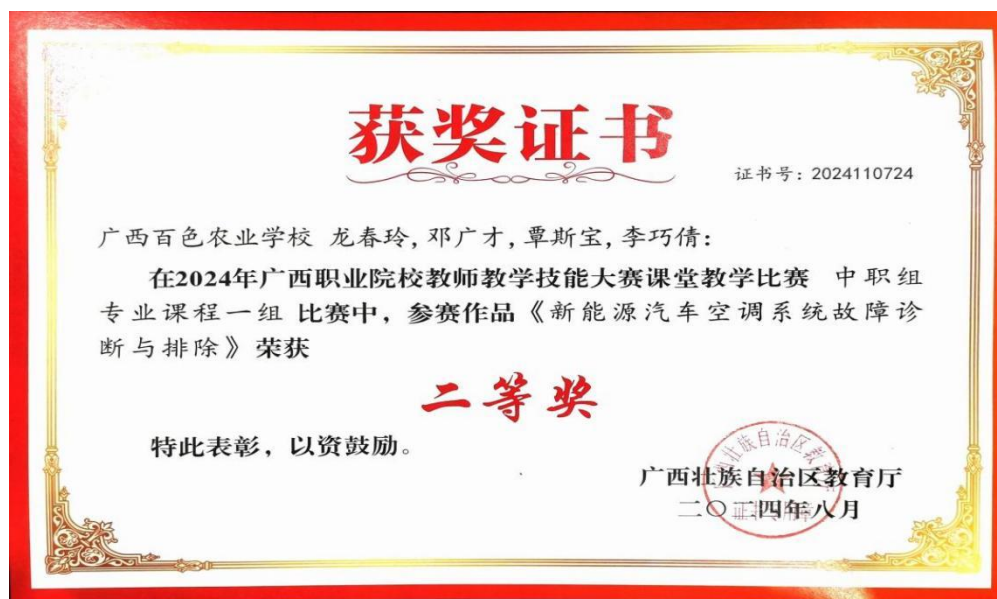 获奖证书
证书号：2024110724
广西百色农业学校 龙春玲,邓广才,覃斯宝,李巧倩：
在2024年广西职业院校教师教学技能大赛课堂教学比赛 中职组
专业课程一组 比赛中，参赛作品《新能源汽车空调系统故障诊
断与排除》荣获
二等奖
特此表彰，以资鼓励。
广西壮族自治区教育厅
二〇二四年八月